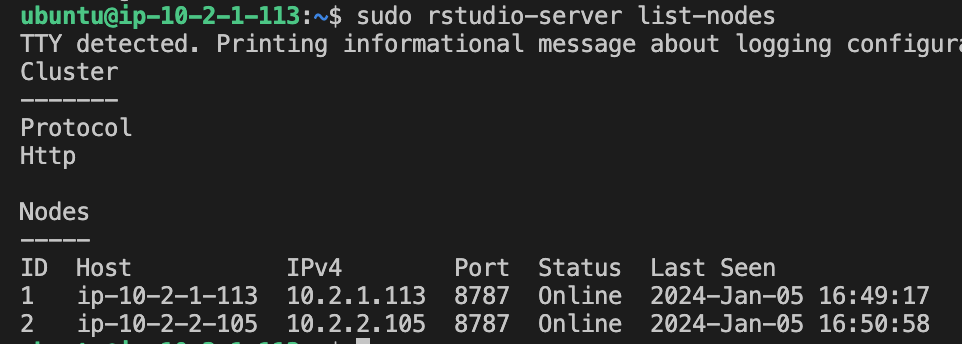 ubuntu@ip-10-2-1-113:~$ sudo rstudio-server list-nodes
TTY detected. Printing informational message about logging
Cluster
-------
Protocol
Http
Nodes
-----
ID Host IPv4 Port Status Last Seen
1 ip-10-2-1-113 10.2.1.113 8787 Online 2024-Jan-05 16:49:17
2 ip-10-2-2-105 10.2.2.105 8787 Online 2024-Jan-05 16:50:58